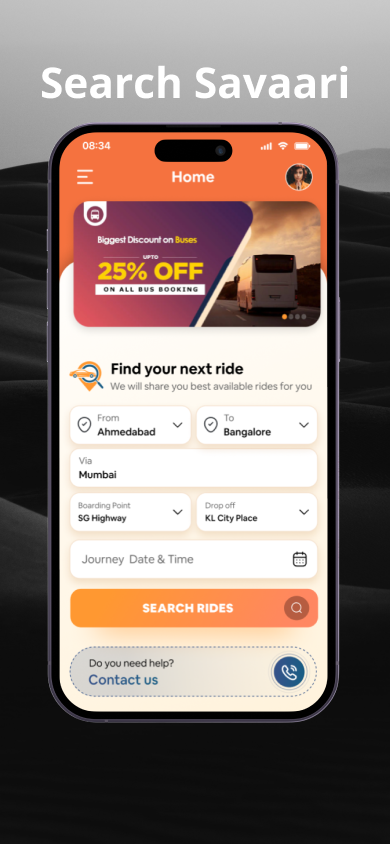 Search Savaari
08:34
Home
Biggest Discount on Buses
UPTO
25% OFF
ON ALL BUS BOOKING
Find your next ride
We will share you best available rides for you
From
Ahmedabad
To
Bangalore
Via
Mumbai
Boarding Point
SG Highway
Drop off
KL City Place
Journey Date & Time
SEARCH RIDES
Do you need help?
Contact us